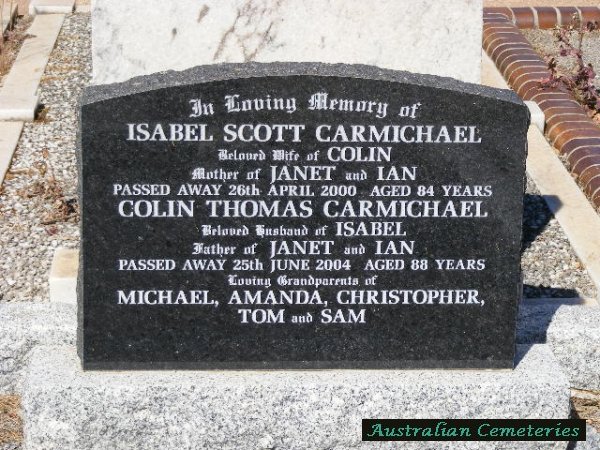 In Loving Memory of
ISABEL SCOTT CARMICHAEL
Beloved Wife of COLIN
Mother of JANET and IAN
PASSED AWAY 26th APRIL 2000 AGED 84 YEARS
COLIN THOMAS CARMICHAEL
Beloved Husband of ISABEL
Father of JANET and IAN
PASSED AWAY 25th JUNE 2004 AGED 88 YEARS
Loving Grandparents of
MICHAEL, AMANDA, CHRISTOPHER,
TOM and SAM
Australian Cemeteries